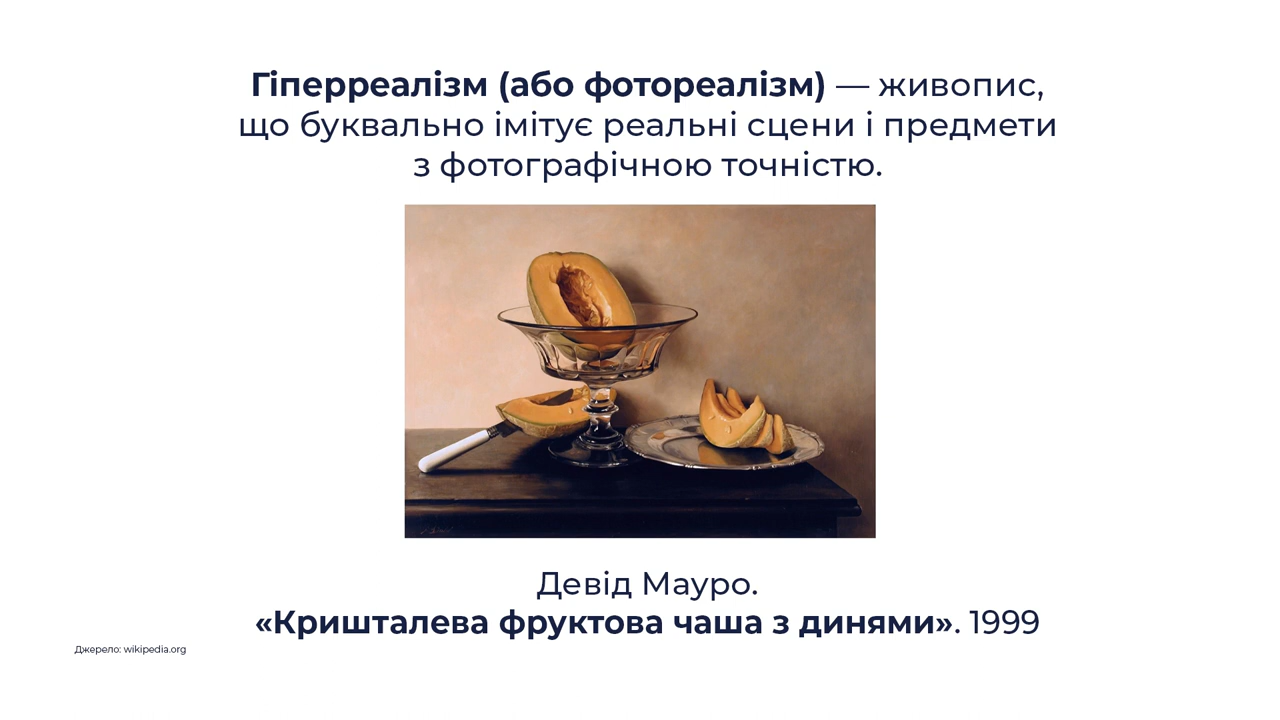 Гіперреалізм (або фотореалізм) — живопис,
що буквально імітує реальні сцени і предмети
з фотографічною точністю.
Девід Мауро.
«Кришталева фруктова чаша з динями». 1999
Джерело: wikipedia.org